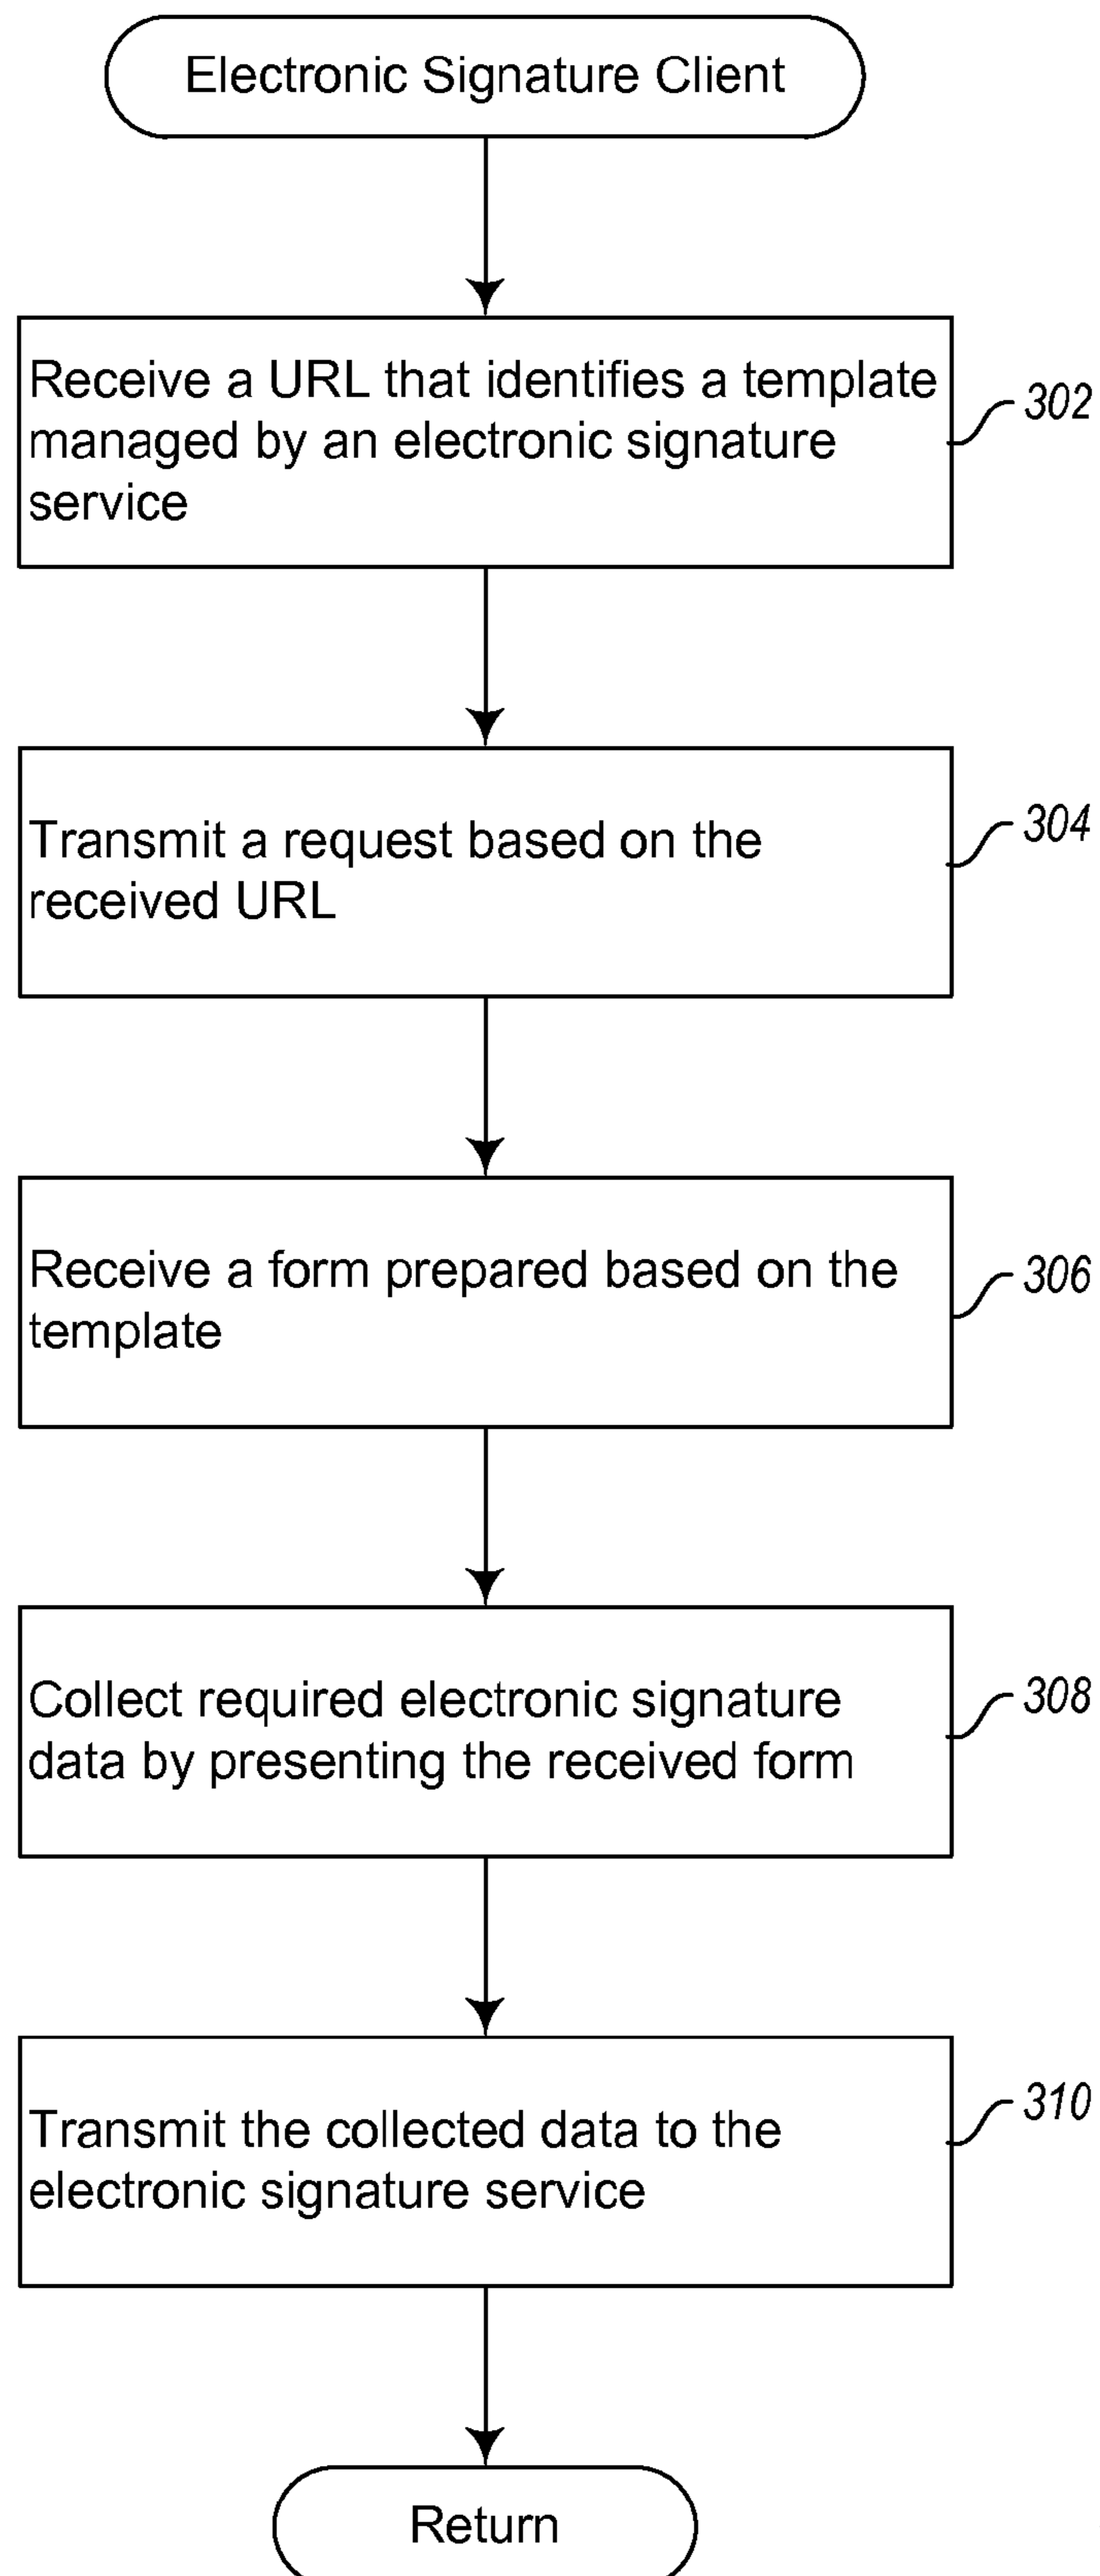 Electronic Signature Client
Receive a URL that identifies a template
managed by an electronic signature
service
302
Transmit a request based on the
received URL
304
Receive a form prepared based on the
template
306
Collect required electronic signature
data by presenting the received form
308
Transmit the collected data to the
electronic signature service
310
Return